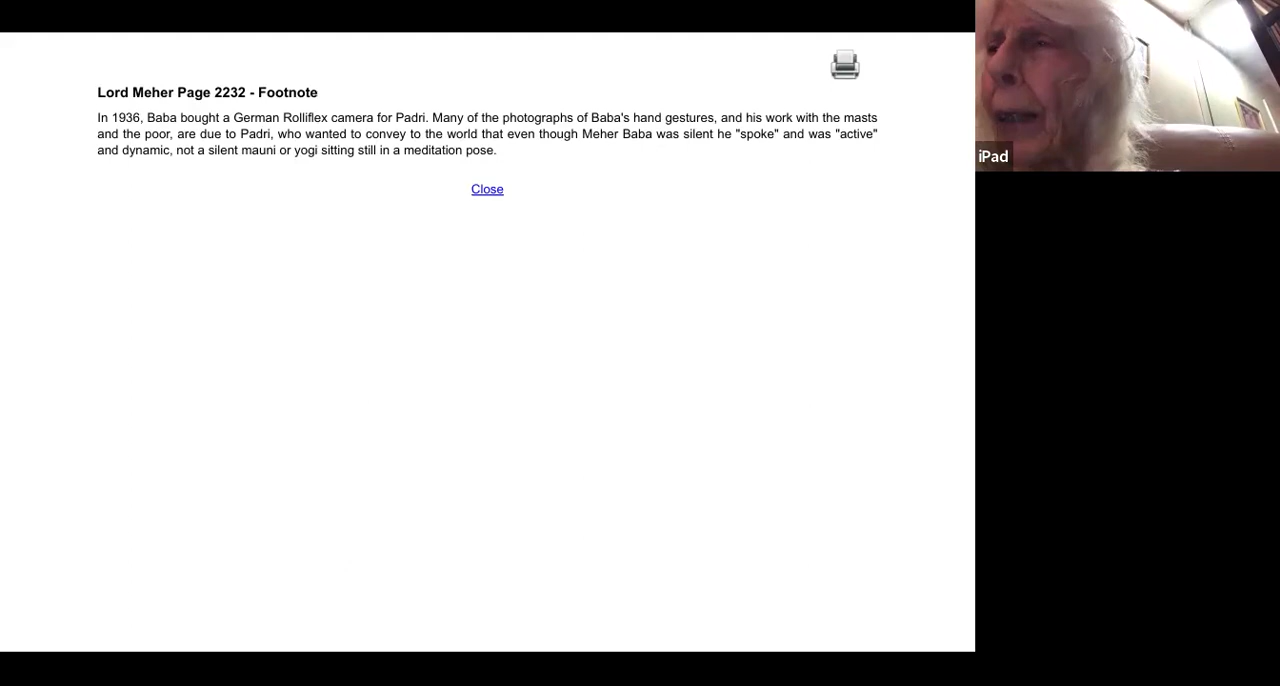 Lord Meher Page 2232 - Footnote
In 1936, Baba bought a German Rolliflex camera for Padri. Many of the photographs of Baba's hand gestures, and his work with the masts
and the poor, are due to Padri, who wanted to convey to the world that even though Meher Baba was silent he "spoke" and was "active"
and dynamic, not a silent mauni or yogi sitting still in a meditation pose.
Close
iPad